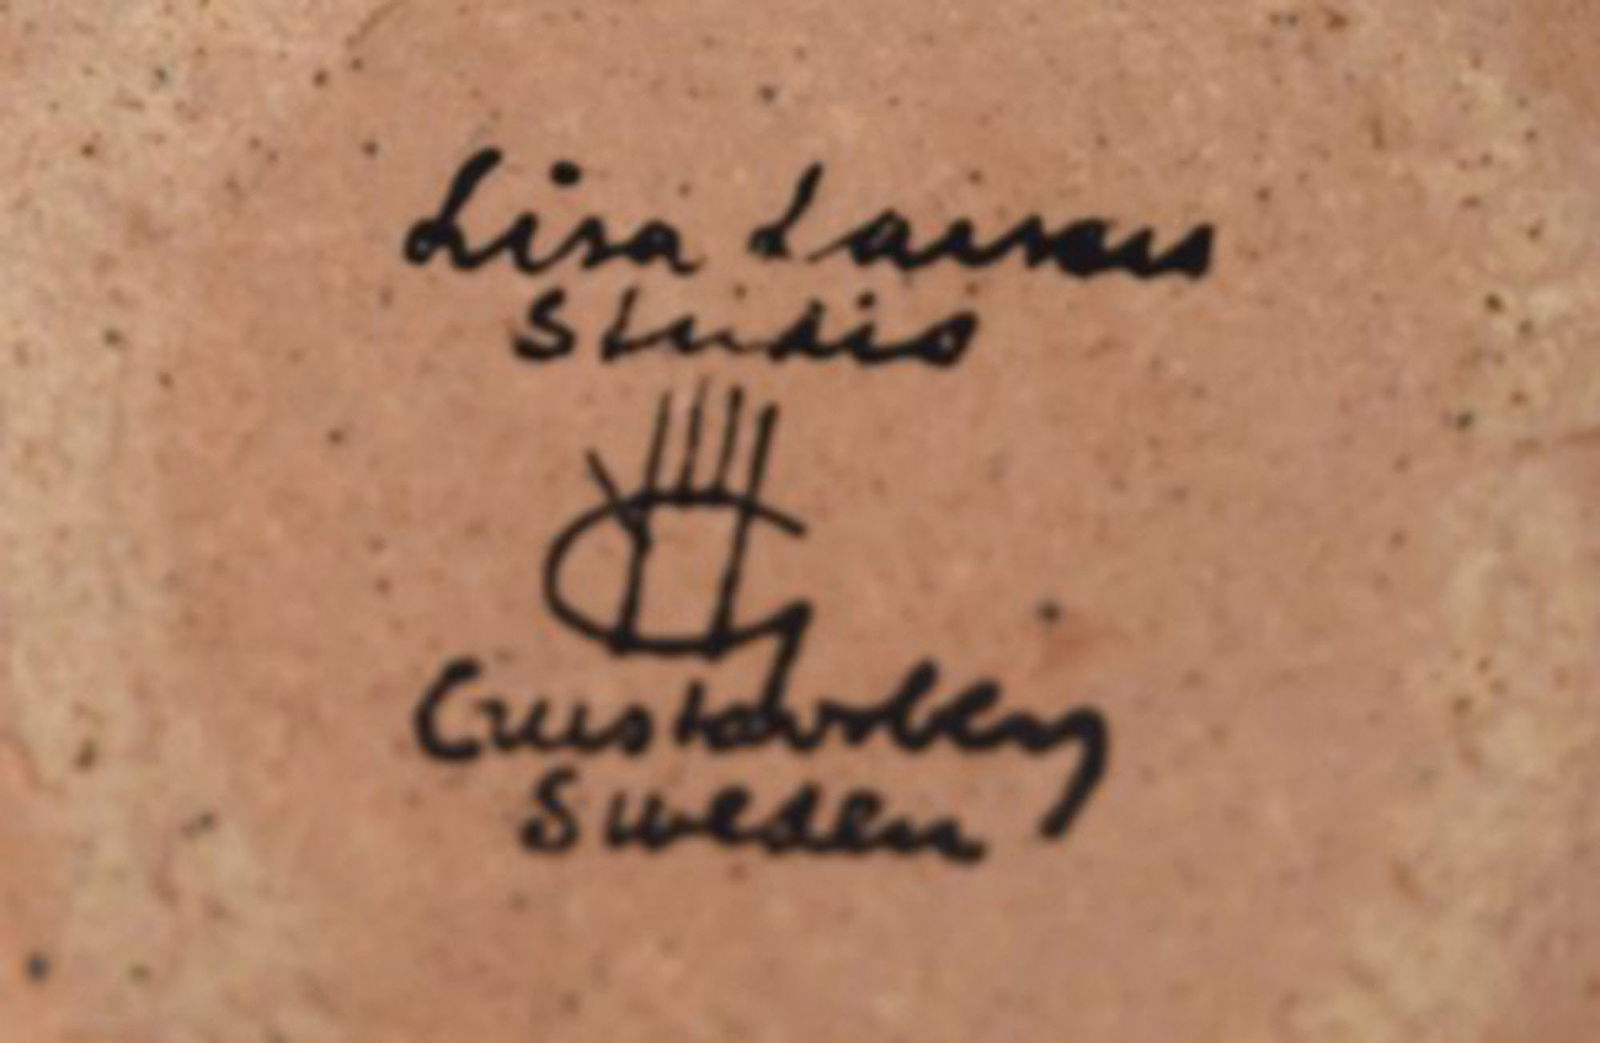 Lisa Larson
Studio
G
Gustavsberg
Sweden